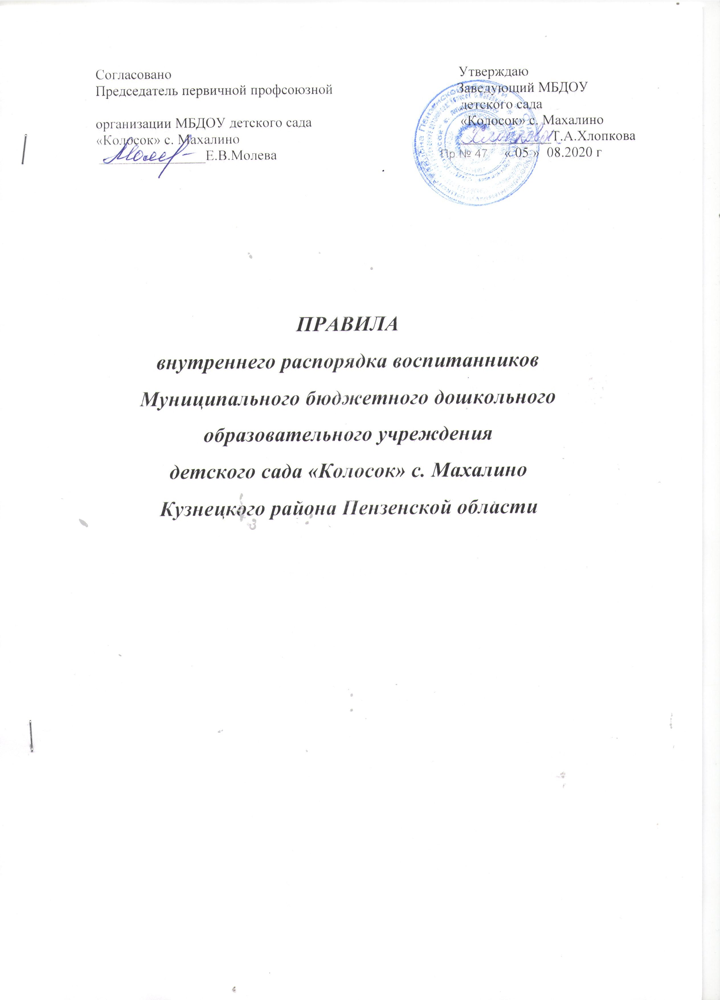 Согласовано
Председатель первичной профсоюзной
организации МБДОУ детского сада
«Колосок» с. Махалино
Е.В.Молева
Утверждаю
Заведующий МБДОУ
детского сада
«Колосок» с. Махалино
Т.А.Хлопкова
Пр № 47 « 05 » 08.2020 г
ПРАВИЛА
внутреннего распорядка воспитанников
Муниципального бюджетного дошкольного
образовательного учреждения
детского сада «Колосок» с. Махалино
Кузнецкого района Пензенской области